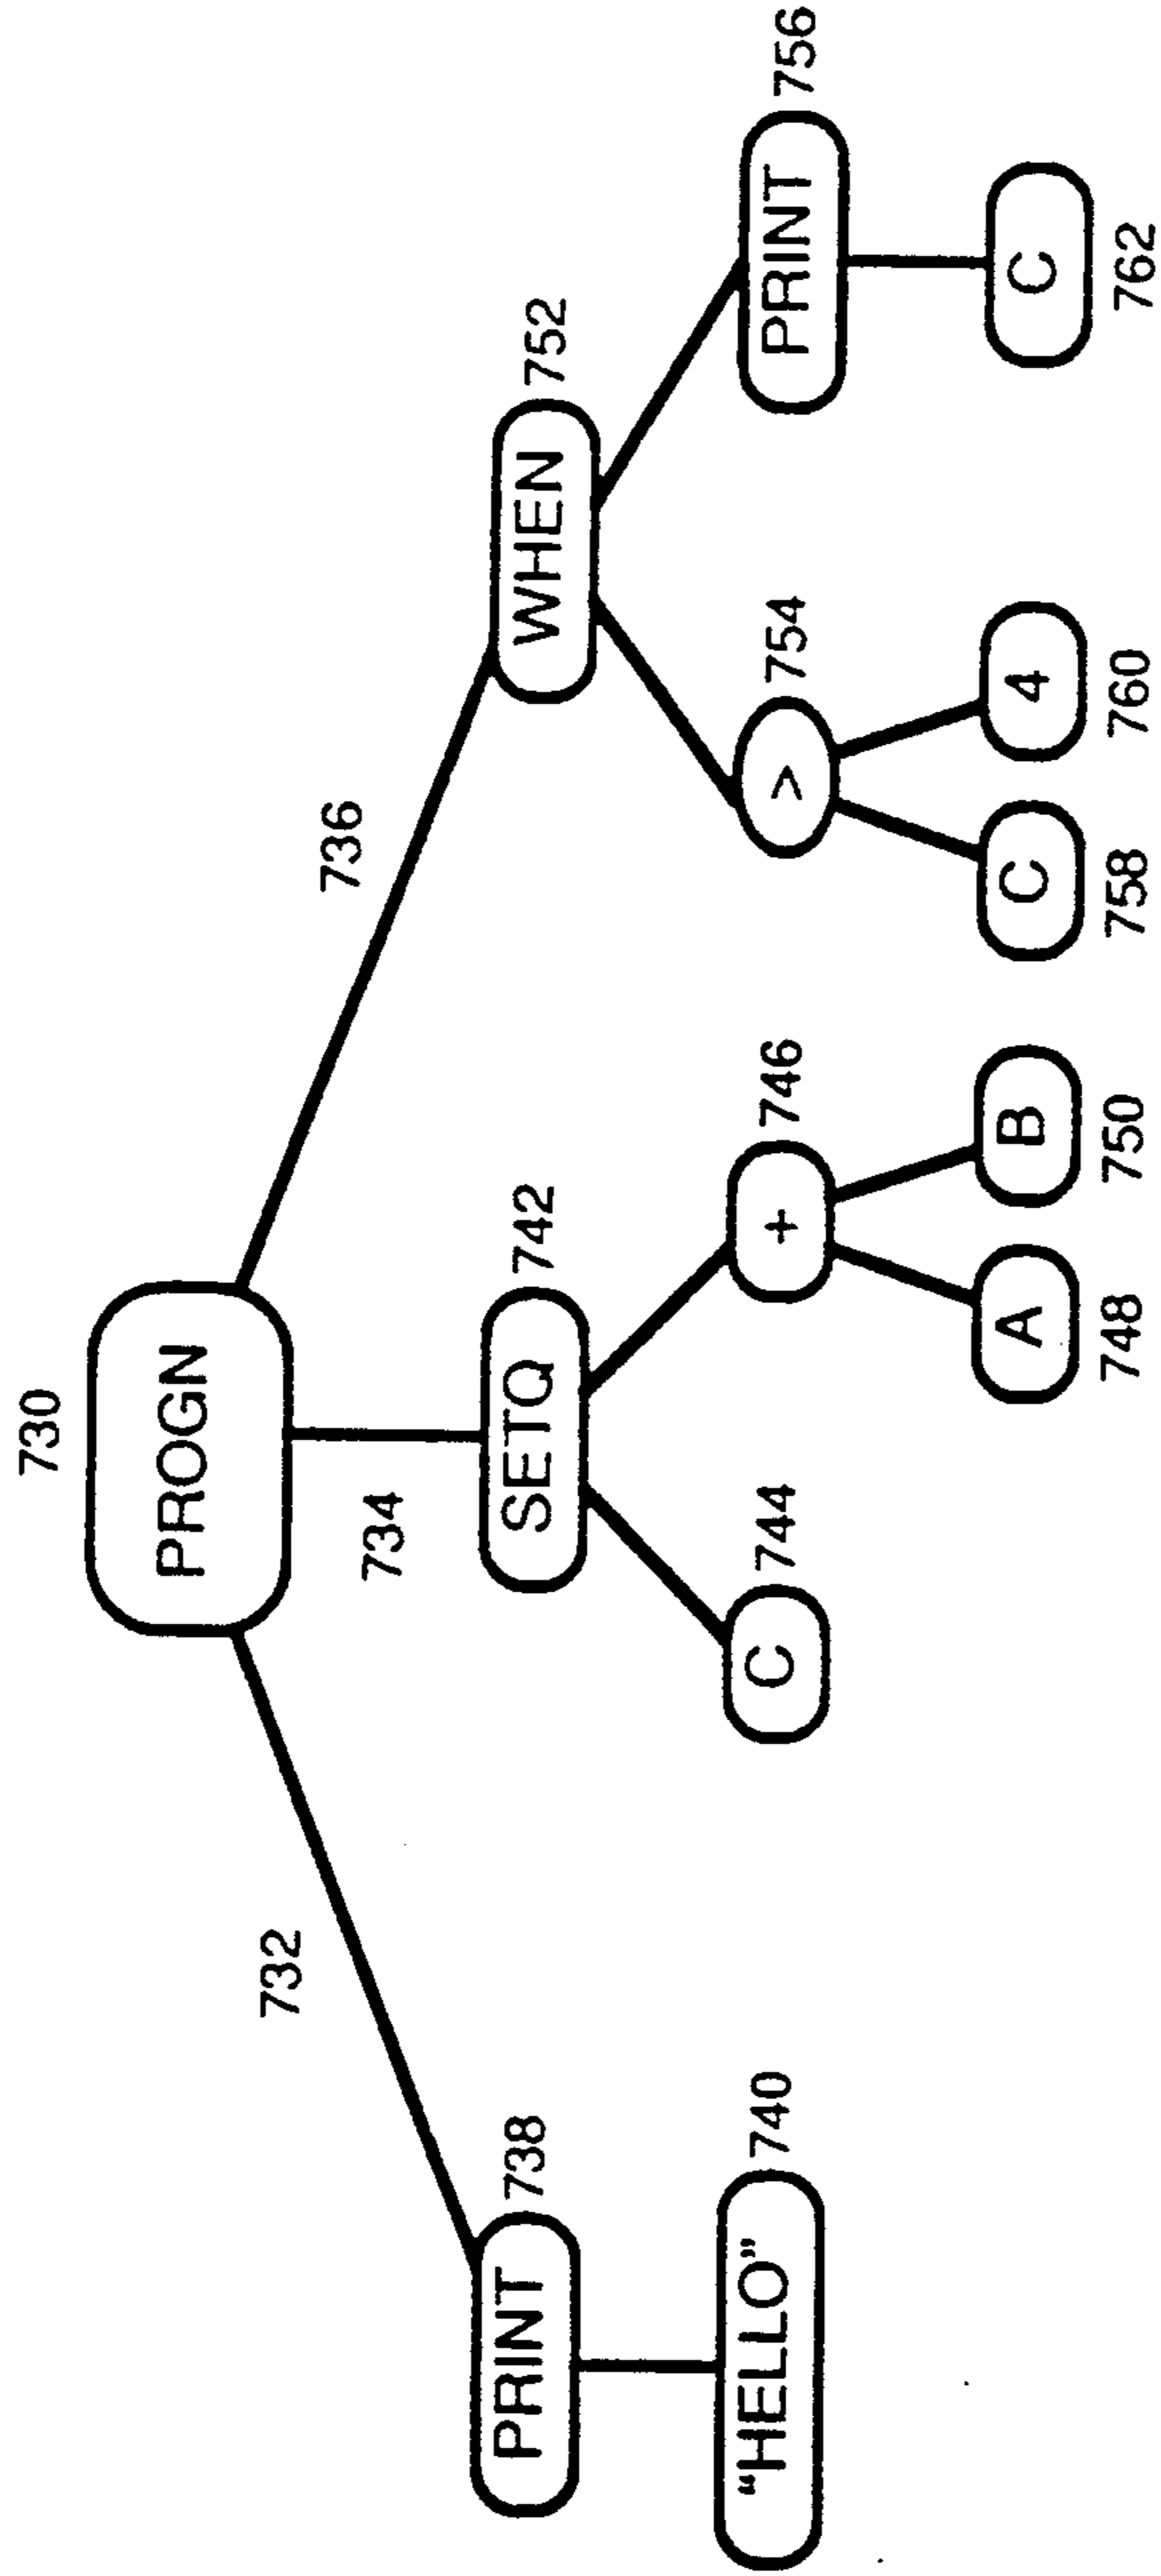 730
PROGN
732
734
736
PRINT 738
SETQ 742
WHEN 752
“HELLO” 740
C 744
+ 746
> 754
PRINT 756
A
B
C
4
C
748
750
758
760
762